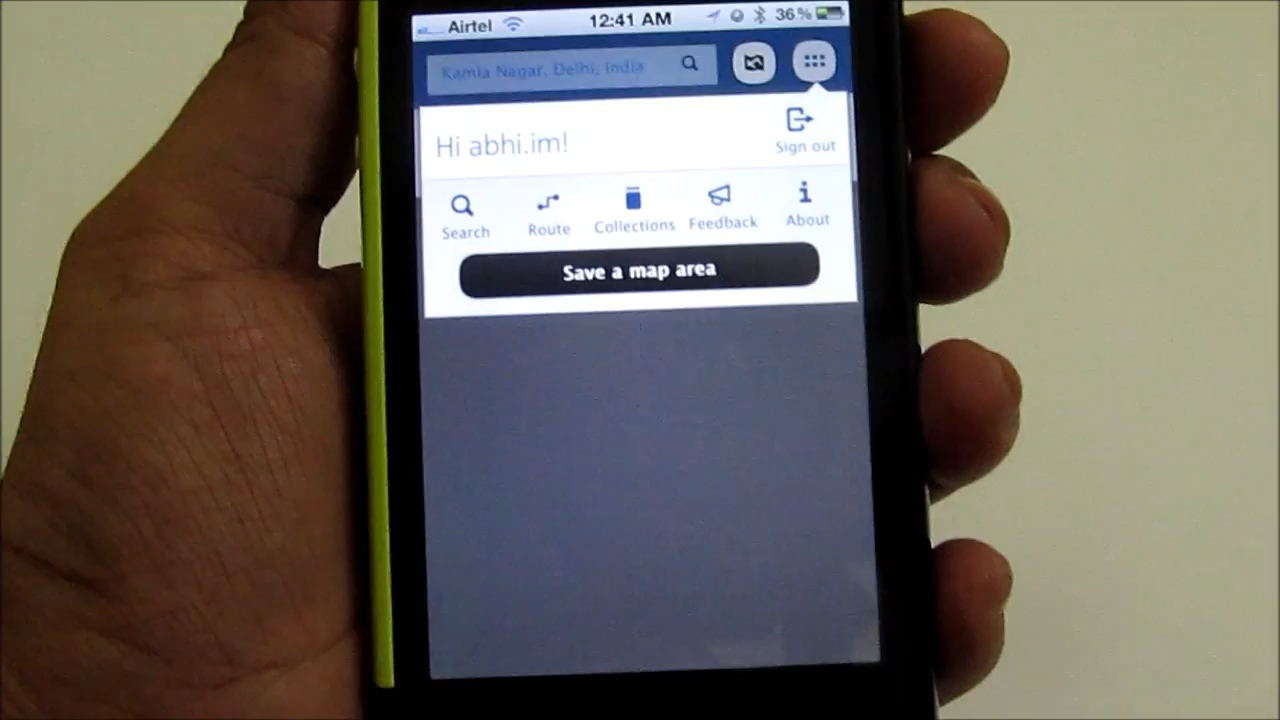 Airtel 12:41 AM 36%
Kamla Nagar, Delhi, India
Hi abhi.im!
Sign out
Search Route Collections Feedback About
Save a map area